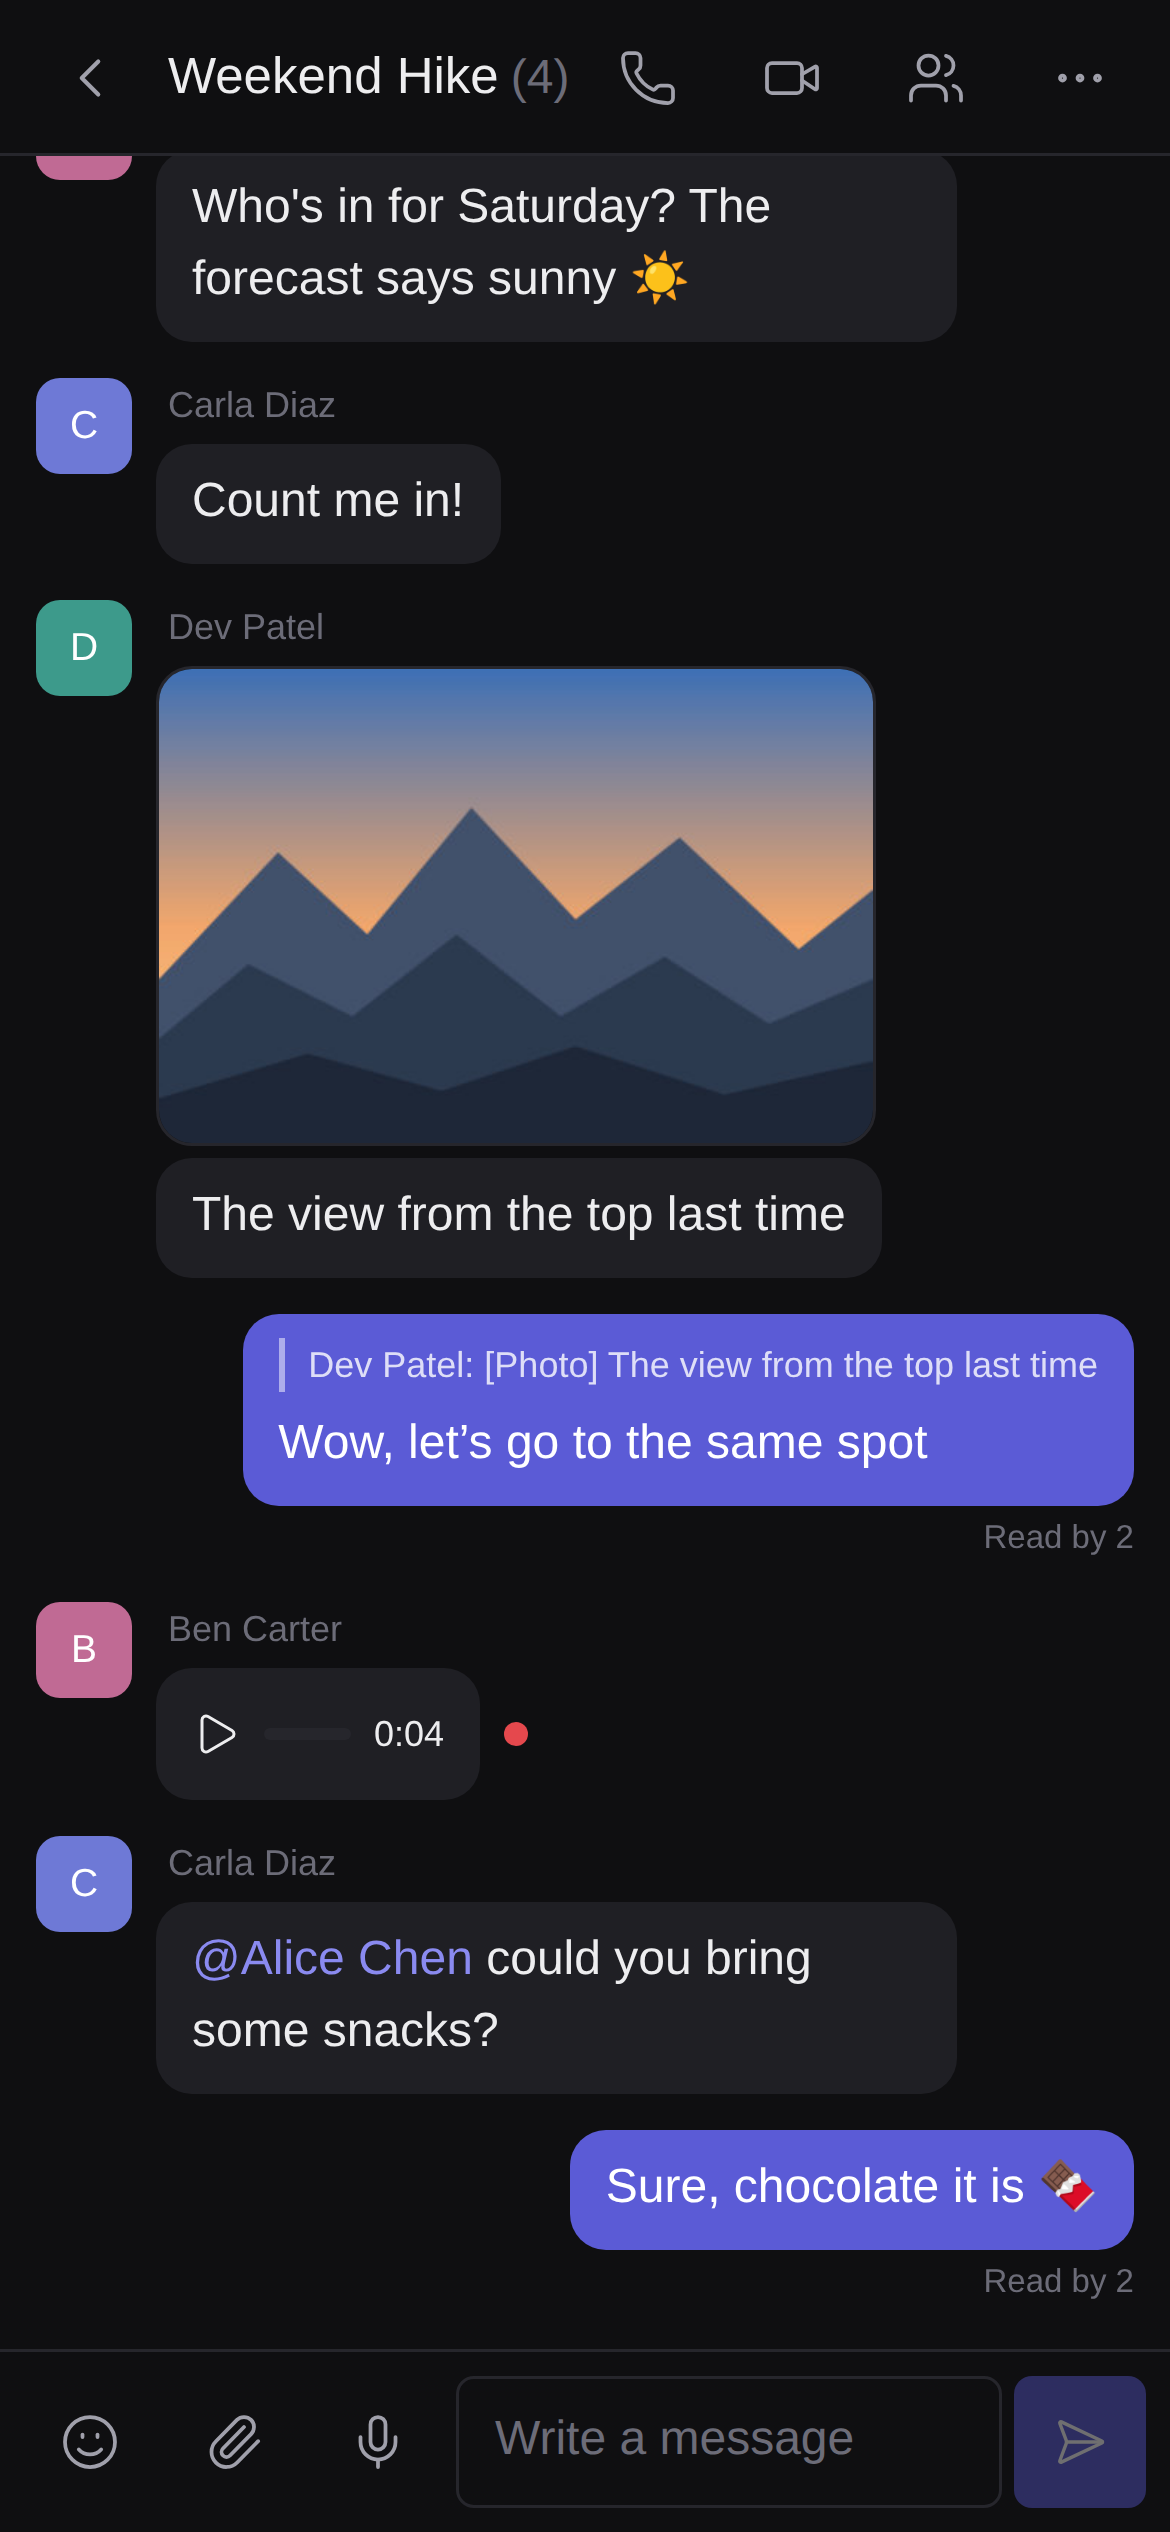 Weekend Hike (4)
Who's in for Saturday? The
forecast says sunny ☀️
C
Carla Diaz
Count me in!
D
Dev Patel
The view from the top last time
Dev Patel: [Photo] The view from the top last time
Wow, let’s go to the same spot
Read by 2
B
Ben Carter
0:04
C
Carla Diaz
@Alice Chen could you bring
some snacks?
Sure, chocolate it is 🍫
Read by 2
Write a message